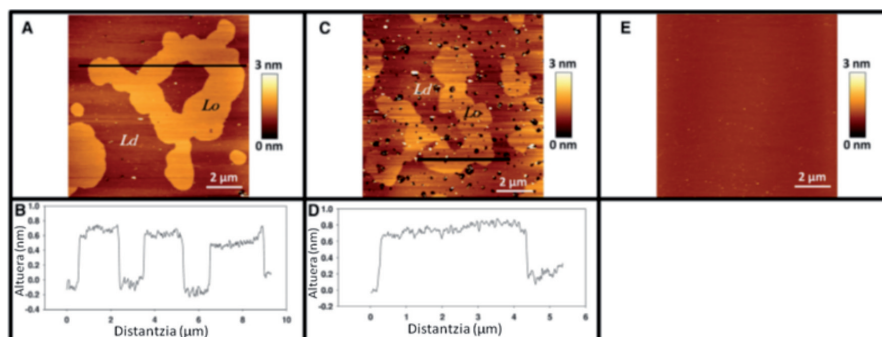 A
3 nm
0 nm
Lo
Ld
2 µm
C
3 nm
0 nm
Ld
Lo
2 µm
E
3 nm
0 nm
2 µm
B
Altuera (nm)
1.0
0.8
0.6
0.4
0.2
0.0
-0.2
-0.4
0 2 4 6 8 10
Distantzia (µm)
D
Altuera (nm)
1.0
0.8
0.6
0.4
0.2
0.0
-0.2
0 1 2 3 4 5 6
Distantzia (µm)